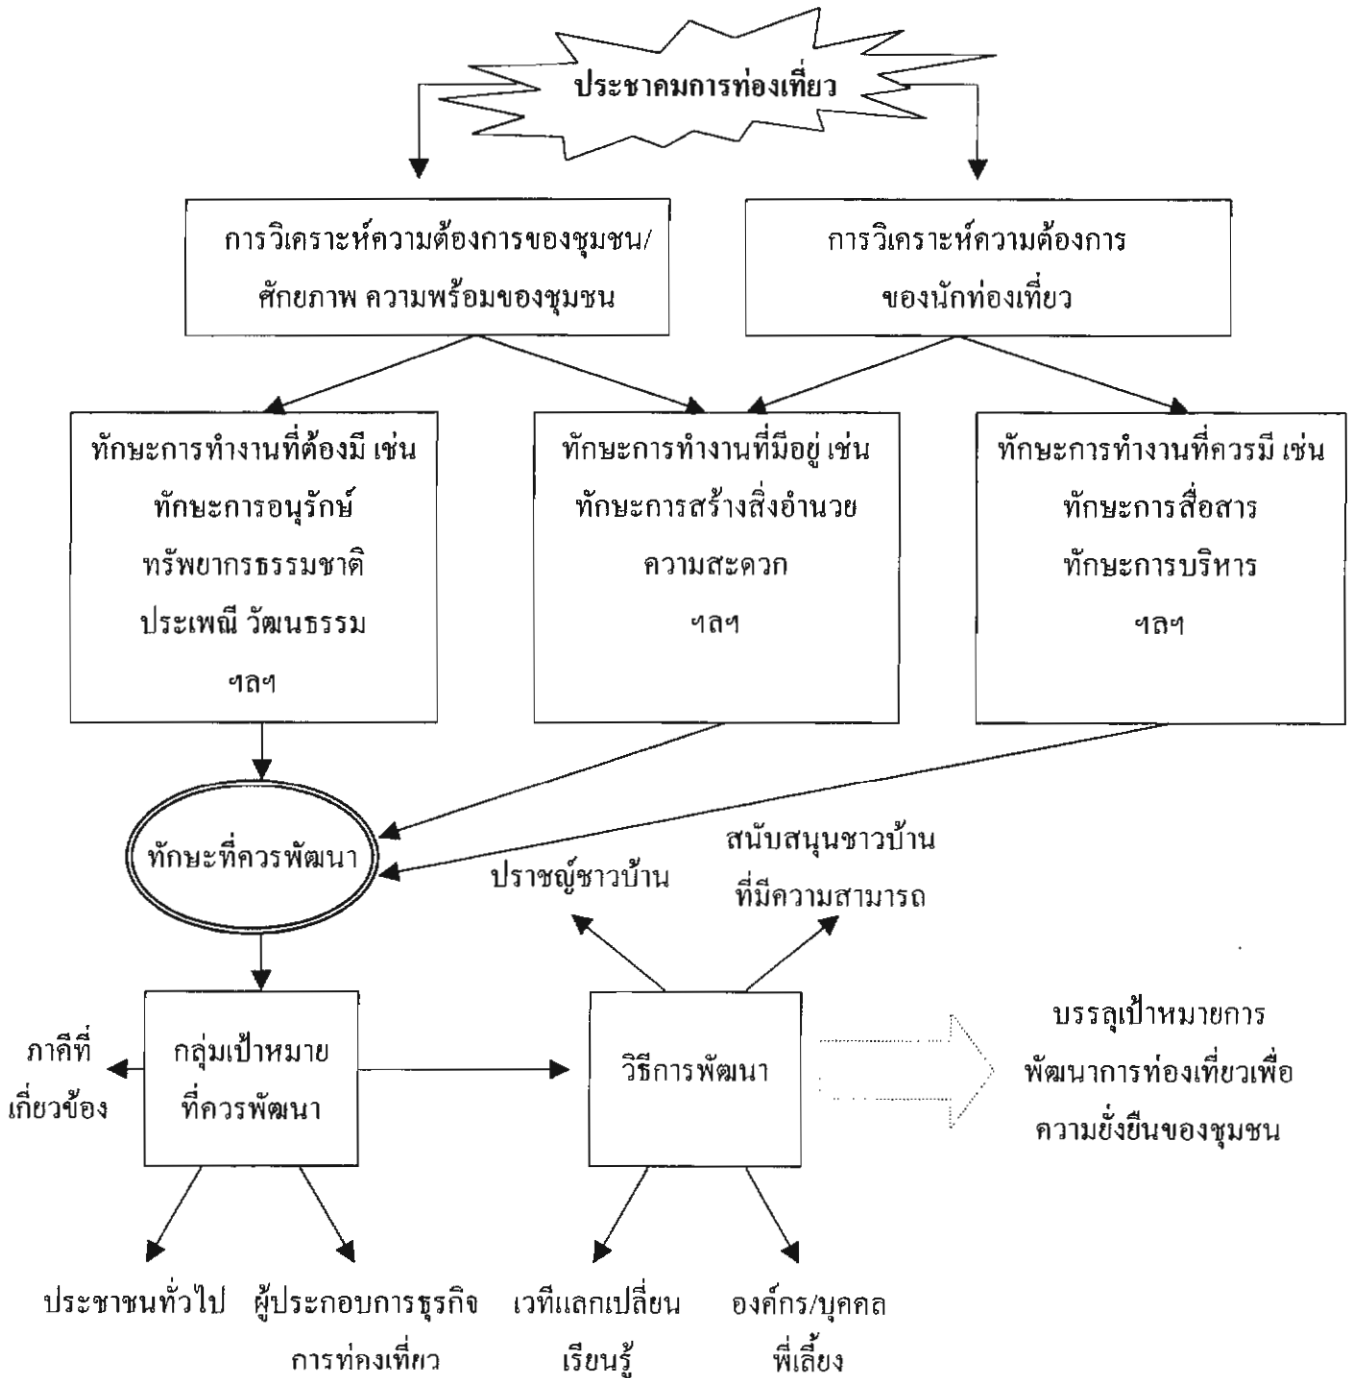 ประชาคมการท่องเที่ยว
การวิเคราะห์ความต้องการของชุมชน/
ศักยภาพ ความพร้อมของชุมชน
การวิเคราะห์ความต้องการ
ของนักท่องเที่ยว
ทักษะการทำงานที่ต้องมี เช่น
ทักษะการอนุรักษ์
ทรัพยากรธรรมชาติ
ประเพณี วัฒนธรรม
ฯลฯ
ทักษะการทำงานที่มีอยู่ เช่น
ทักษะการสร้างสิ่งอำนวย
ความสะดวก
ฯลฯ
ทักษะการทำงานที่ควรมี เช่น
ทักษะการสื่อสาร
ทักษะการบริหาร
ฯลฯ
ทักษะที่ควรพัฒนา
ปราชญ์ชาวบ้าน
สนับสนุนชาวบ้าน
ที่มีความสามารถ
ภาคีที่
เกี่ยวข้อง
กลุ่มเป้าหมาย
ที่ควรพัฒนา
วิธีการพัฒนา
บรรลุเป้าหมายการ
พัฒนาการท่องเที่ยวเพื่อ
ความยั่งยืนของชุมชน
ประชาชนทั่วไป
ผู้ประกอบการธุรกิจ
การท่องเที่ยว
เวทีแลกเปลี่ยน
เรียนรู้
องค์กร/บุคคล
พี่เลี้ยง